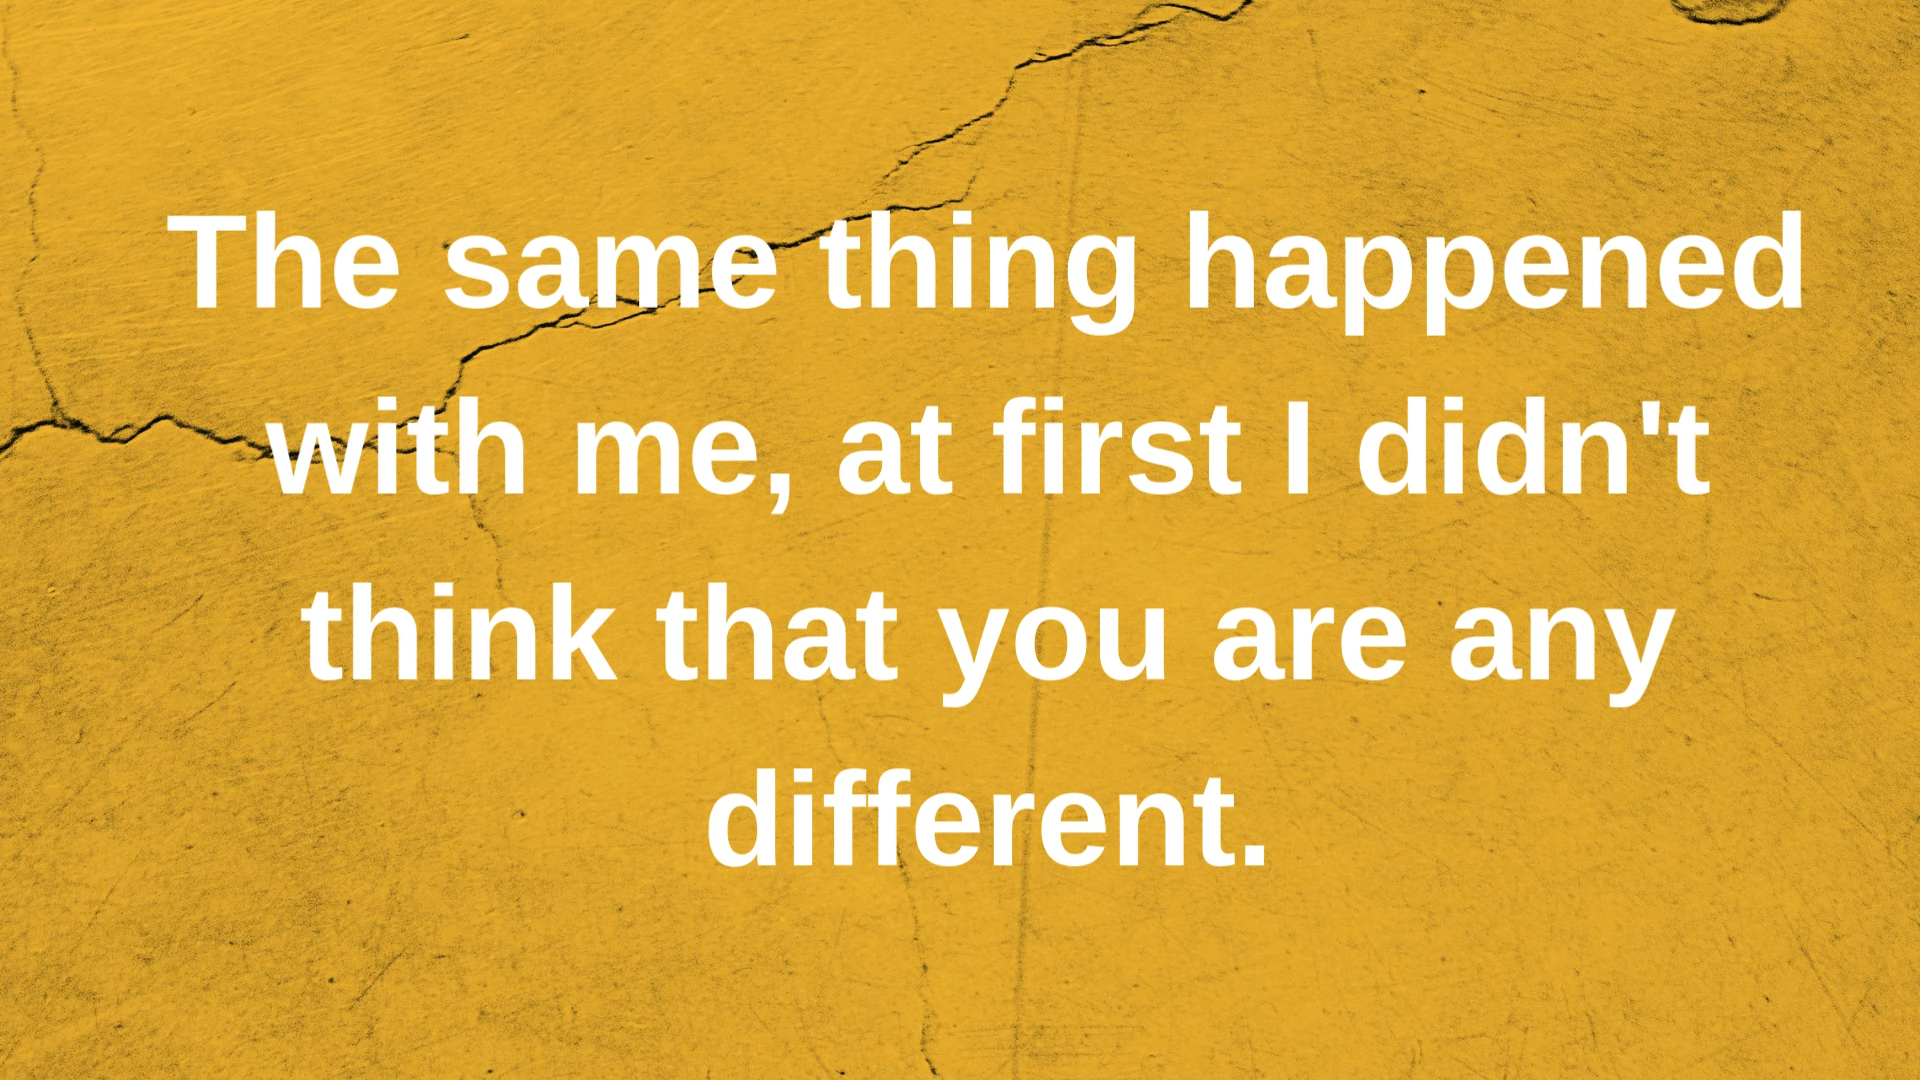 The same thing happened
with me, at first I didn't
think that you are any
different.